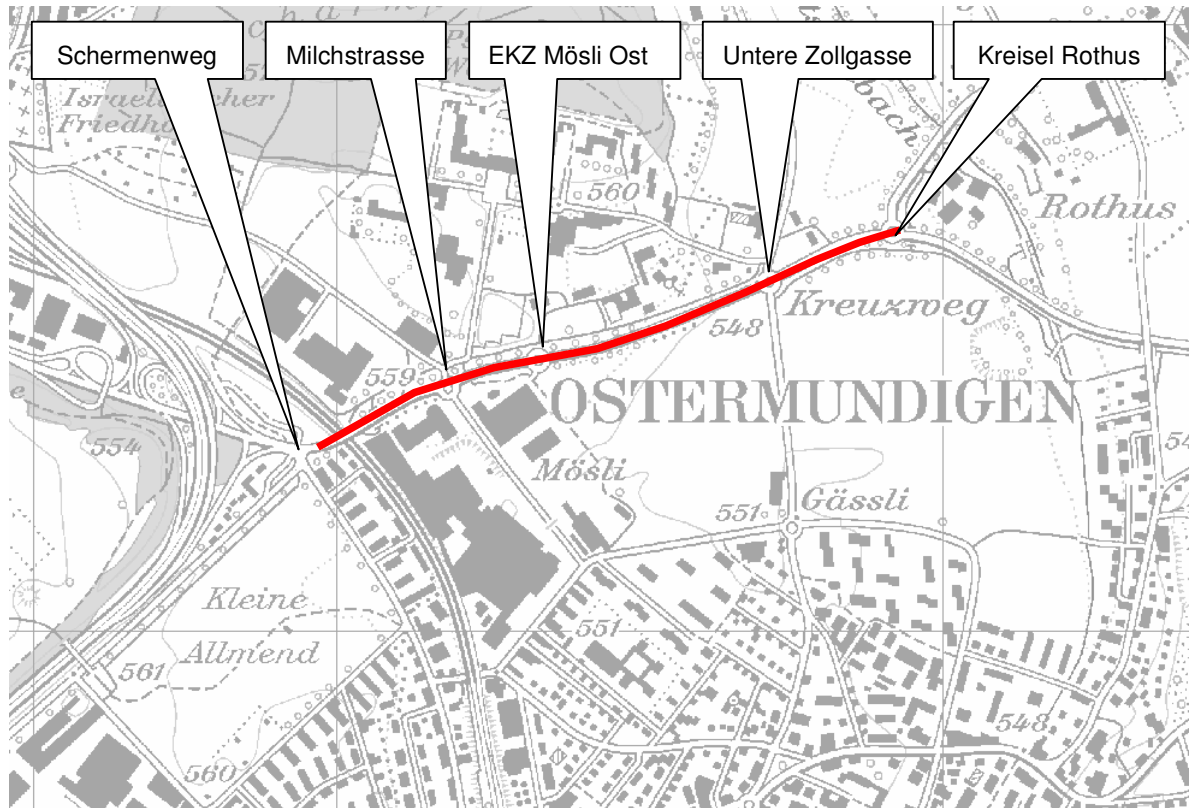 Schermenweg
Milchstrasse
EKZ Mösli Ost
Untere Zollgasse
Kreisel Rothus
Israelitischer
Friedhof
560
bach
Rothus
Kreuzweg
548
559
OSTERMUNDIGEN
554
Mösli
551
Gässli
Kleine
Allmend
551
561
548
560